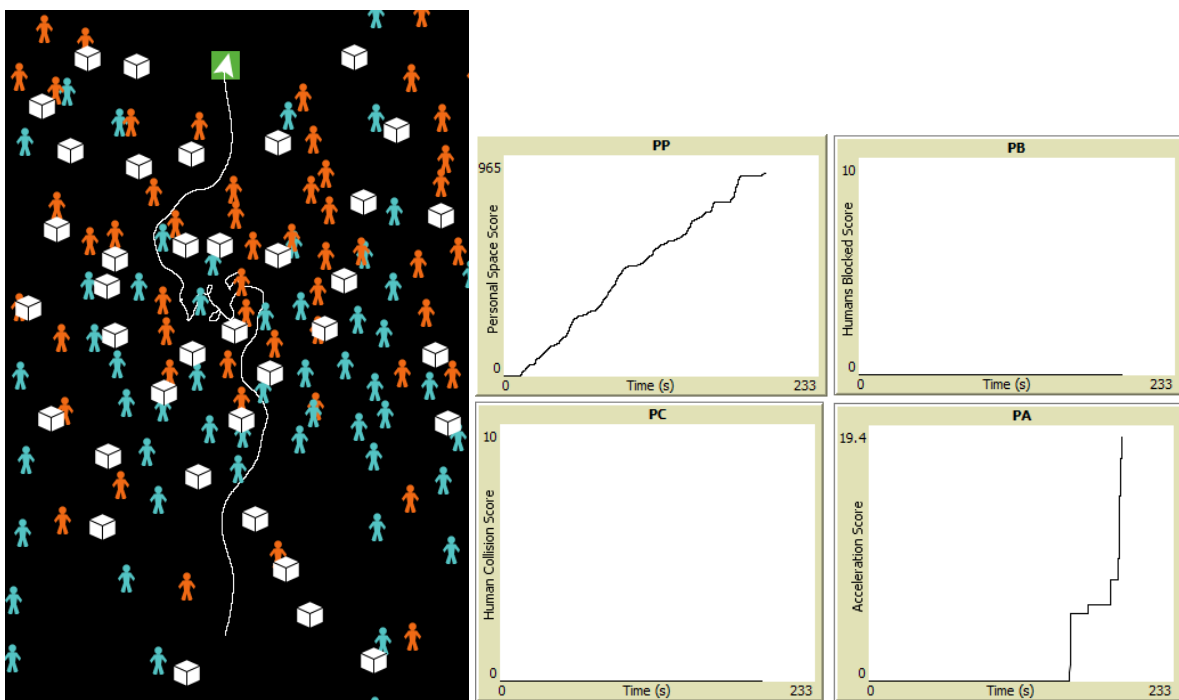 PP
965
Personal Space Score
0
0
Time (s)
233
PB
10
Humans Blocked Score
0
0
Time (s)
233
PC
10
Human Collision Score
0
0
Time (s)
233
PA
19.4
Acceleration Score
0
0
Time (s)
233